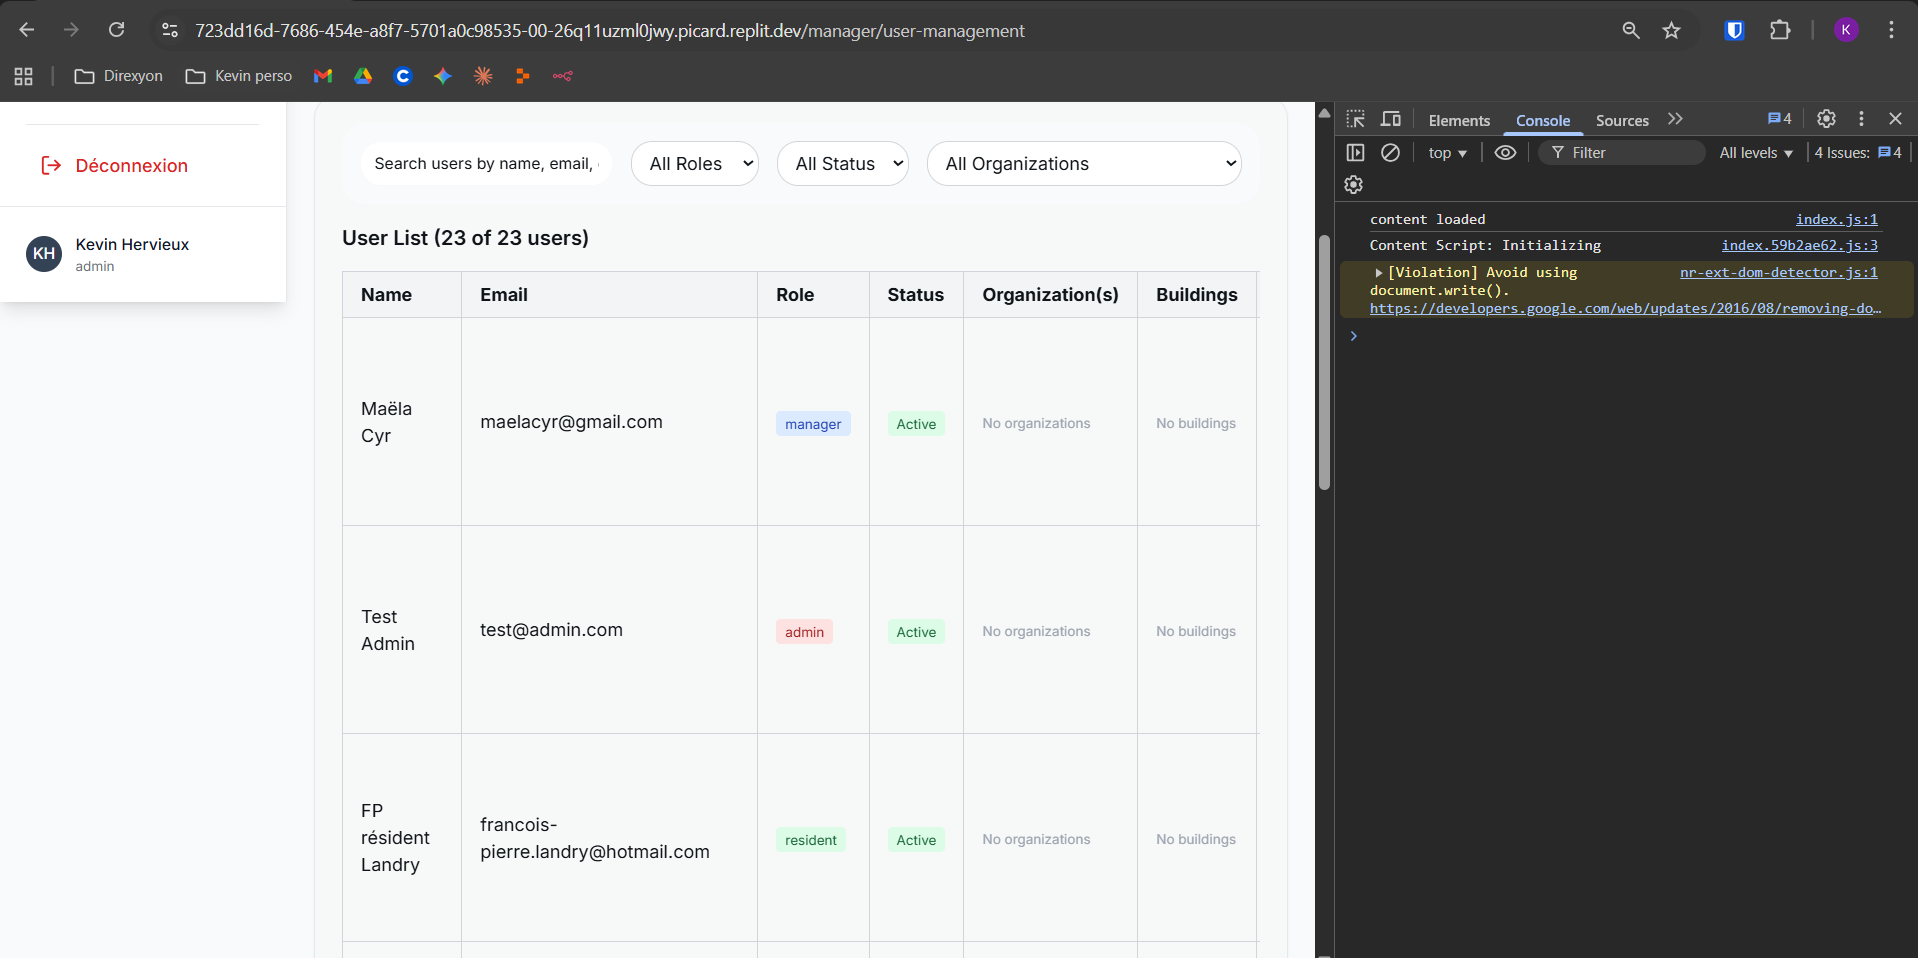 723dd16d-7686-454e-a8f7-5701a0c98535-00-26q11uzml0jwy.picard.replit.dev/manager/user-management
K
Direxyon
Kevin perso
Déconnexion
KH
Kevin Hervieux
admin
Search users by name, email,
All Roles
All Status
All Organizations
User List (23 of 23 users)
Name Email Role Status Organization(s) Buildings
Maëla
Cyr
maelacyr@gmail.com
manager
Active
No organizations
No buildings
Test
Admin
test@admin.com
admin
Active
No organizations
No buildings
FP
résident
Landry
francois-
pierre.landry@hotmail.com
resident
Active
No organizations
No buildings
Elements
Console
Sources
4
top
Filter
All levels
4 Issues: 4
content loaded index.js:1
Content Script: Initializing index.59b2ae62.js:3
[Violation] Avoid using nr-ext-dom-detector.js:1
document.write().
https://developers.google.com/web/updates/2016/08/removing-do…